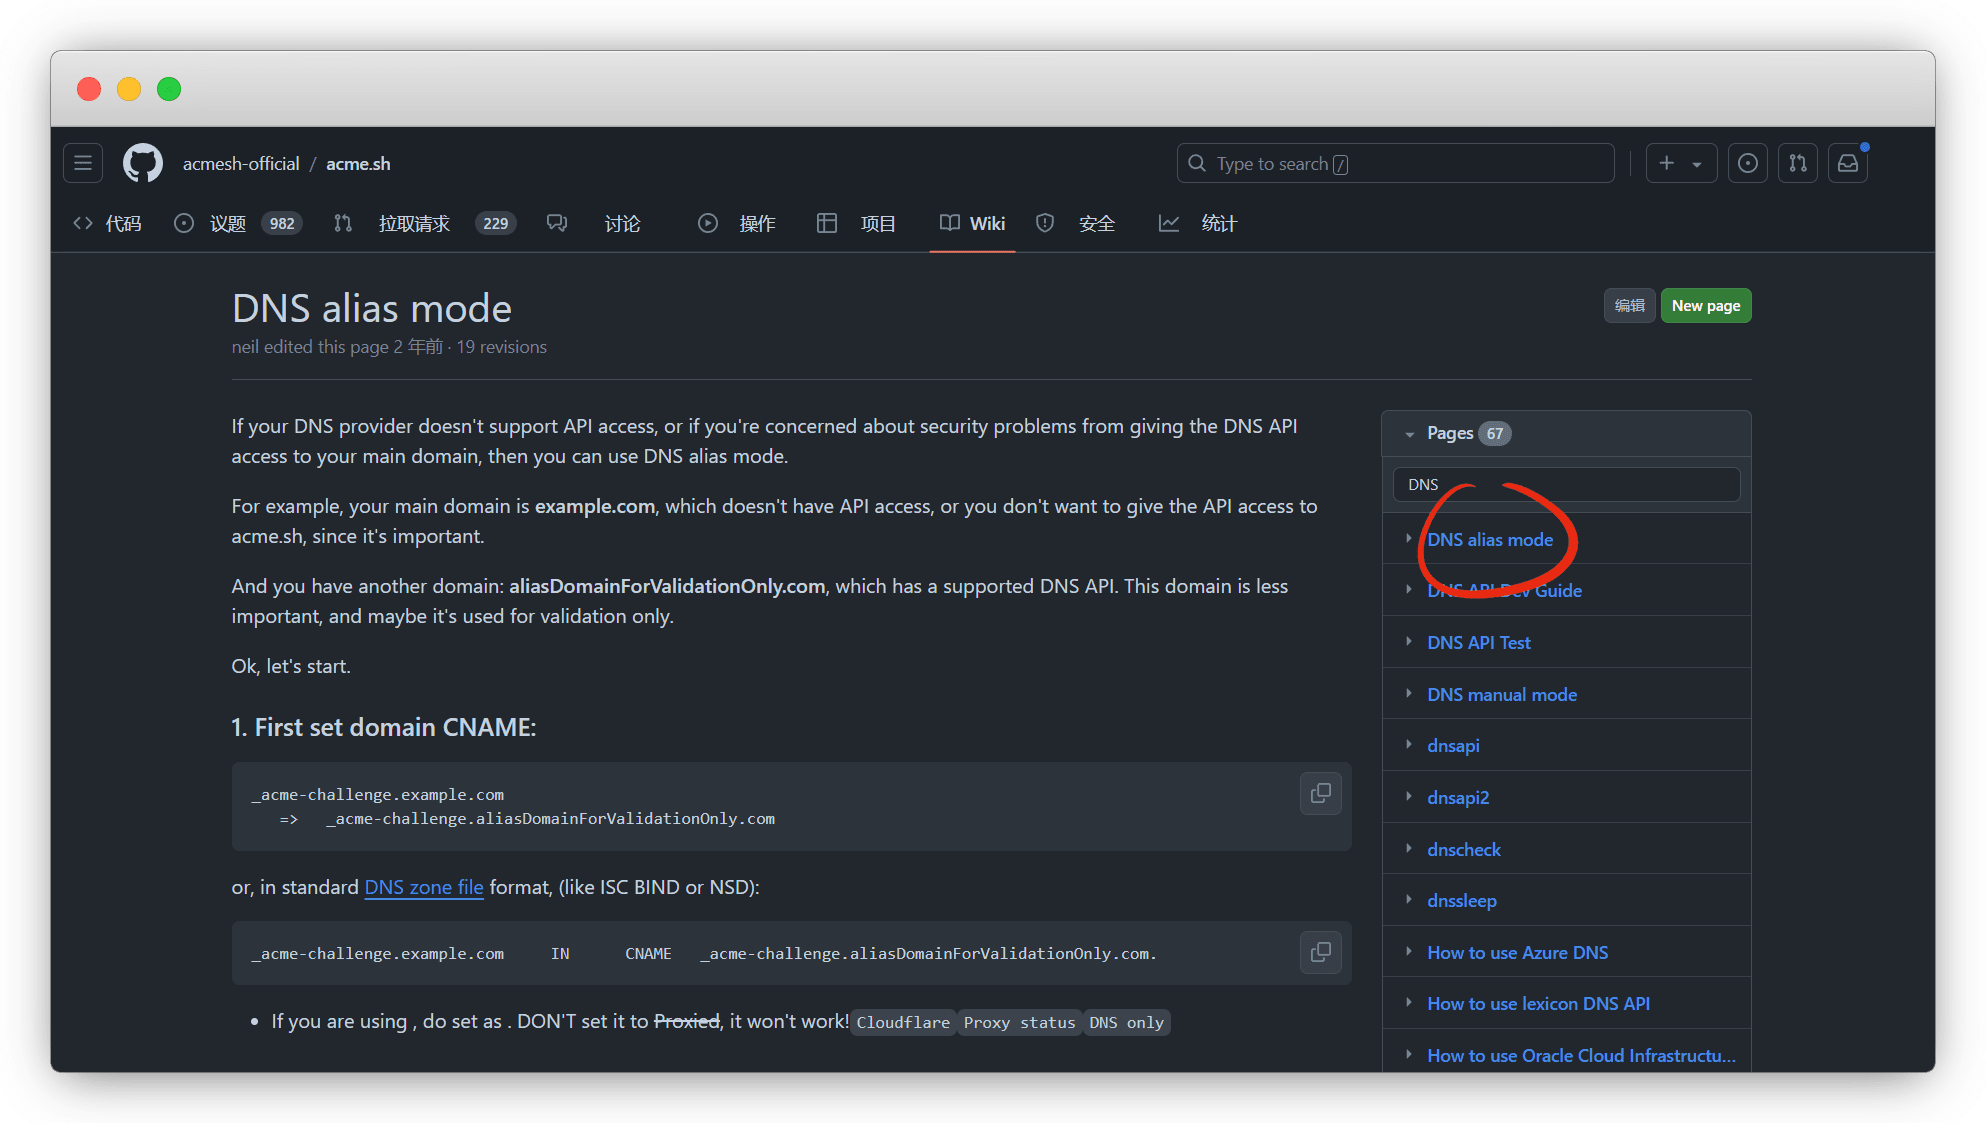 acmesh-official / acme.sh
Type to search /
代码 议题 982 拉取请求 229 讨论 操作 项目 Wiki 安全 统计
DNS alias mode
编辑 New page
neil edited this page 2 年前 · 19 revisions
If your DNS provider doesn't support API access, or if you're concerned about security problems from giving the DNS API
access to your main domain, then you can use DNS alias mode.
For example, your main domain is example.com, which doesn't have API access, or you don't want to give the API access to
acme.sh, since it's important.
And you have another domain: aliasDomainForValidationOnly.com, which has a supported DNS API. This domain is less
important, and maybe it's used for validation only.
Ok, let's start.
1. First set domain CNAME:
_acme-challenge.example.com
=> _acme-challenge.aliasDomainForValidationOnly.com
or, in standard DNS zone file format, (like ISC BIND or NSD):
_acme-challenge.example.com IN CNAME _acme-challenge.aliasDomainForValidationOnly.com.
If you are using , do set as . DON'T set it to Proxied, it won't work! Cloudflare Proxy status DNS only
Pages 67
DNS
DNS alias mode
DNS API Dev Guide
DNS API Test
DNS manual mode
dnsapi
dnsapi2
dnscheck
dnssleep
How to use Azure DNS
How to use lexicon DNS API
How to use Oracle Cloud Infrastructu...